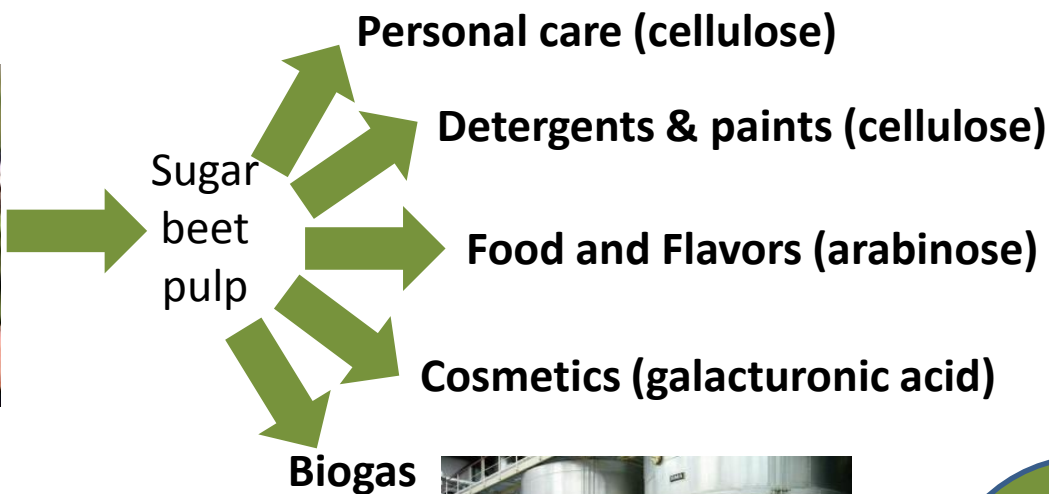 Personal care (cellulose)
Detergents & paints (cellulose)
Sugar
beet
pulp
Food and Flavors (arabinose)
Cosmetics (galacturonic acid)
Biogas